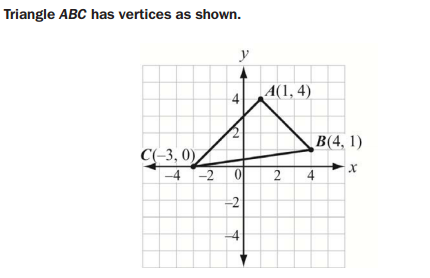 Triangle ABC has vertices as shown.
y
A(1, 4)
4
2
B(4, 1)
C(–3, 0)
x
–4 –2 0 2 4
–2
–4